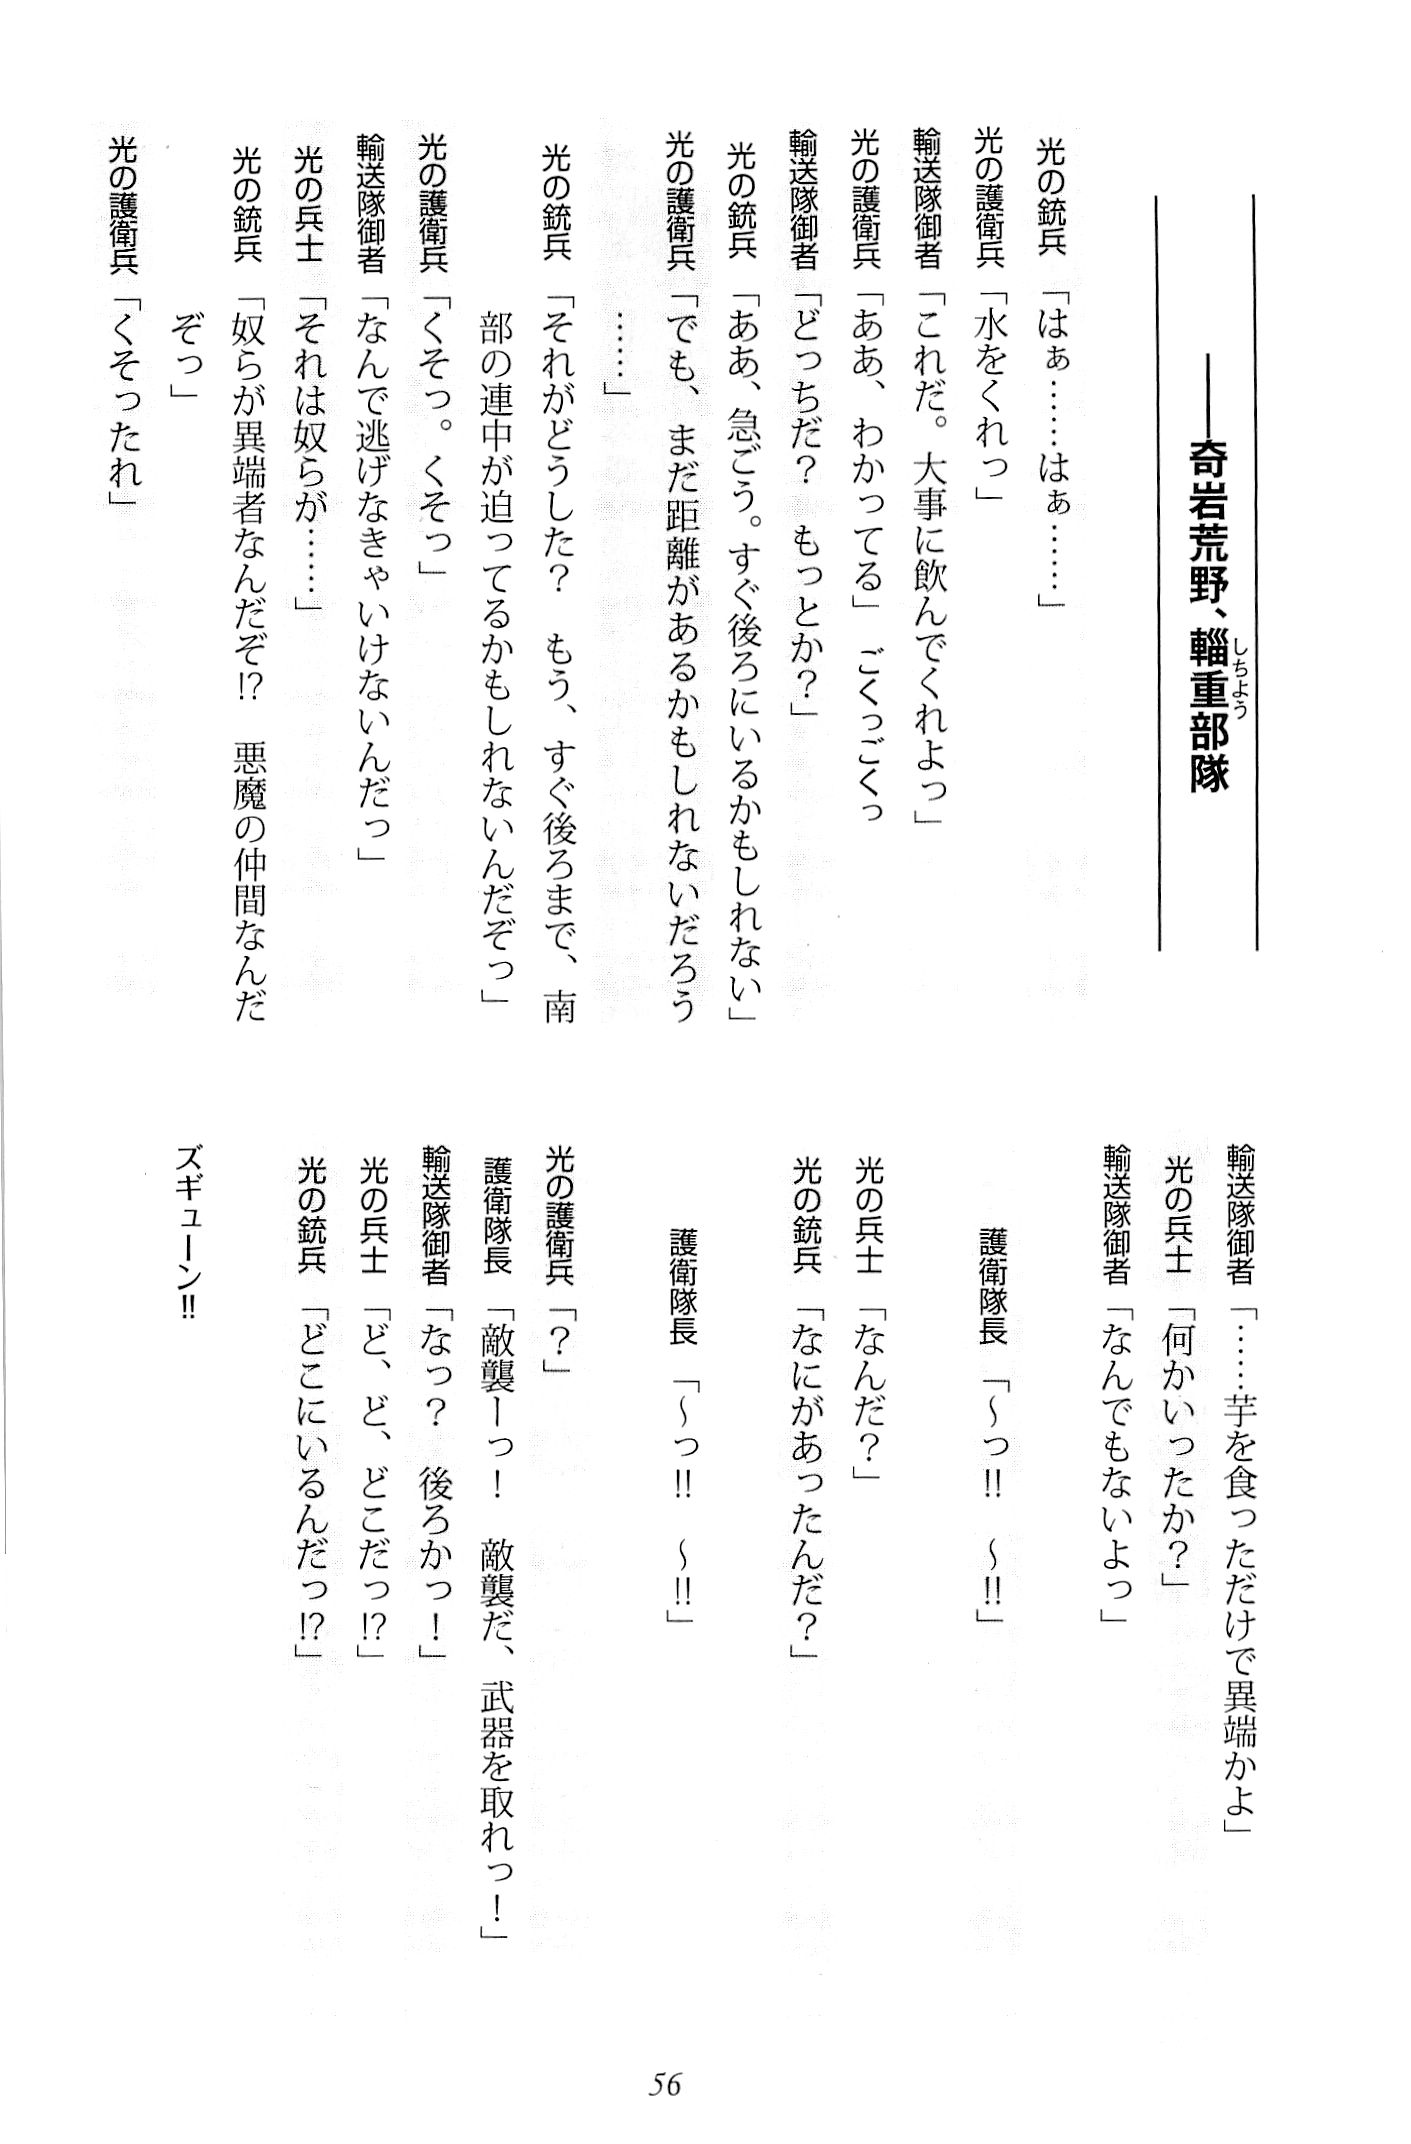 ――奇岩荒野、輜重部隊
しちょう
光の銃兵「はぁ……はぁ……」
光の護衛兵「水をくれっ」
輸送隊御者「これだ。大事に飲んでくれよっ」
光の護衛兵「ああ、わかってる」 ごくっごくっ
輸送隊御者「どっちだ？ もっとか？」
光の銃兵「ああ、急ごう。すぐ後ろにいるかもしれない」
光の護衛兵「でも、まだ距離があるかもしれないだろう
……」
光の銃兵「それがどうした？ もう、すぐ後ろまで、南
部の連中が迫ってるかもしれないんだぞっ」
光の護衛兵「くそっ。くそっ」
輸送隊御者「なんで逃げなきゃいけないんだっ」
光の兵士「それは奴らが……」
光の銃兵「奴らが異端者なんだぞ!? 悪魔の仲間なんだ
ぞっ」
光の護衛兵「くそったれ」
輸送隊御者「……芋を食っただけで異端かよ」
光の兵士「何かいったか？」
輸送隊御者「なんでもないよっ」
護衛隊長「～っ!! ～!!」
光の兵士「なんだ？」
光の銃兵「なにがあったんだ？」
護衛隊長「～っ!! ～!!」
光の護衛兵「？」
護衛隊長「敵襲ーっ！ 敵襲だ、武器を取れっ！」
輸送隊御者「なっ？ 後ろかっ！」
光の兵士「ど、ど、どこだっ!?」
光の銃兵「どこにいるんだっ!?」
ズギューン!!
56